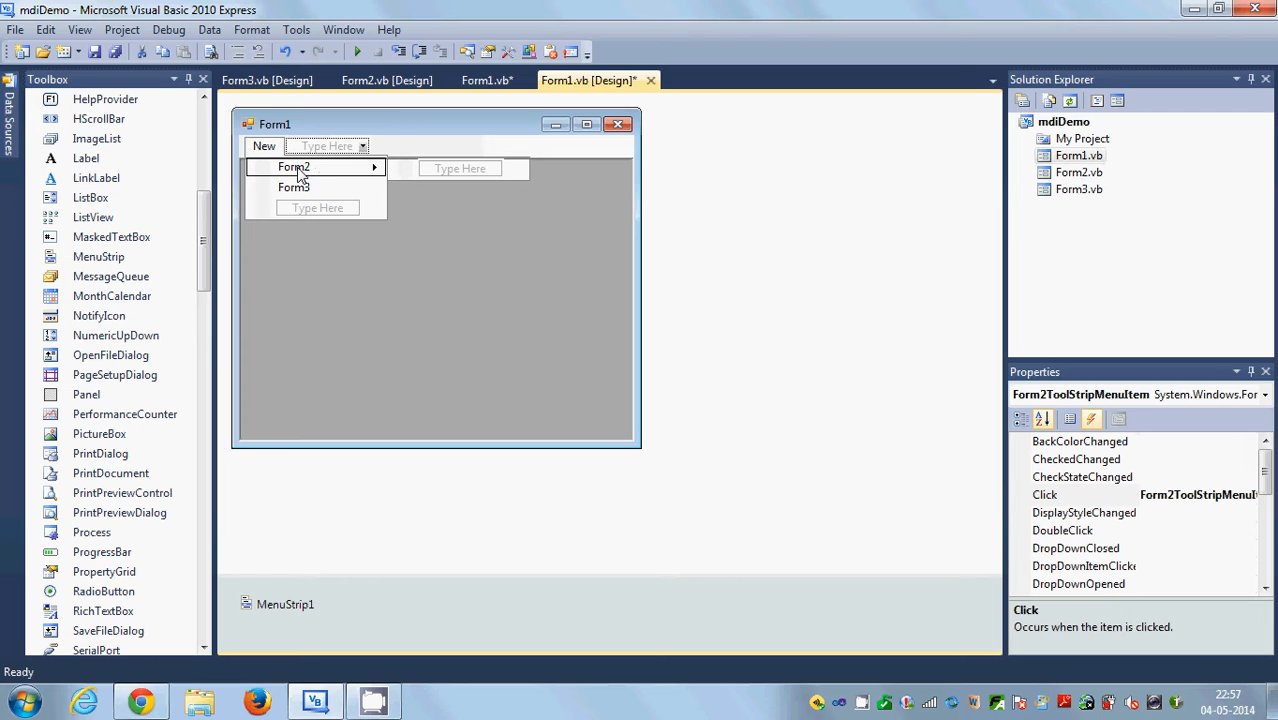 mdiDemo - Microsoft Visual Basic 2010 Express
File Edit View Project Debug Data Format Tools Window Help
Toolbox
Form3.vb [Design] Form2.vb [Design] Form1.vb* Form1.vb [Design]*
Solution Explorer
Data Sources
HelpProvider
HScrollBar
ImageList
Label
LinkLabel
ListBox
ListView
MaskedTextBox
MenuStrip
MessageQueue
MonthCalendar
NotifyIcon
NumericUpDown
OpenFileDialog
PageSetupDialog
Panel
PerformanceCounter
PictureBox
PrintDialog
PrintDocument
PrintPreviewControl
PrintPreviewDialog
Process
ProgressBar
PropertyGrid
RadioButton
RichTextBox
SaveFileDialog
SerialPort
Form1
New Type Here
Form2 Type Here
Form3
Type Here
MenuStrip1
mdiDemo
My Project
Form1.vb
Form2.vb
Form3.vb
Properties
Form2ToolStripMenuItem System.Windows.For
BackColorChanged
CheckedChanged
CheckStateChanged
Click Form2ToolStripMenuI
DisplayStyleChanged
DoubleClick
DropDownClosed
DropDownItemClicke
DropDownOpened
Click
Occurs when the item is clicked.
Ready
22:57
04-05-2014